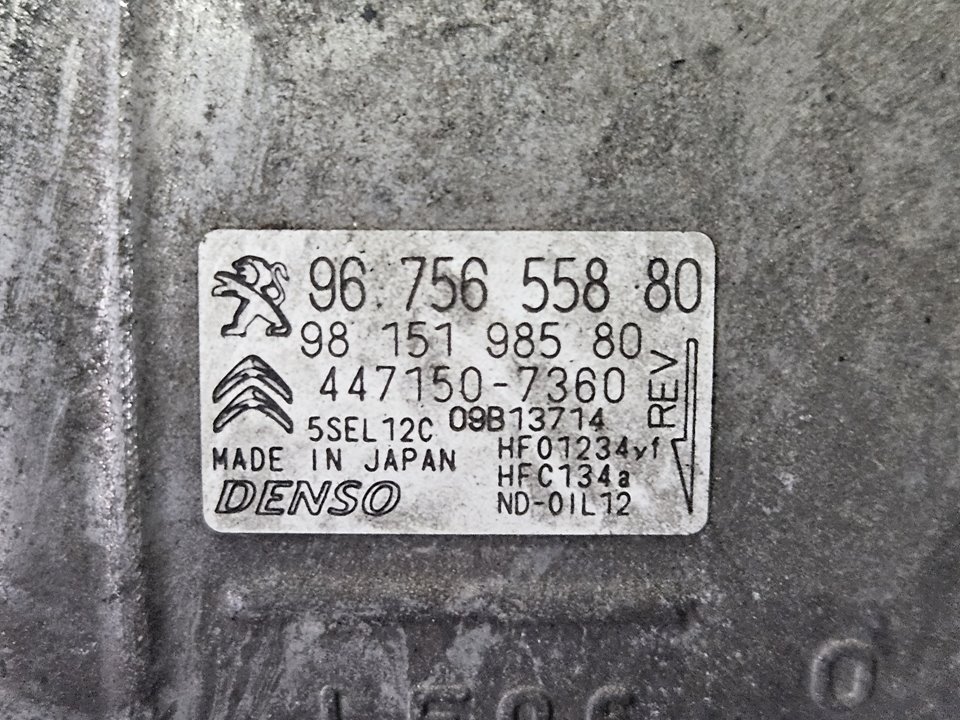 96 756 558 80
98 151 985 80
447150-7360
5SEL12C 09B13714
MADE IN JAPAN
DENSO
HFO1234yf
HFC134a
ND-OIL12
REV